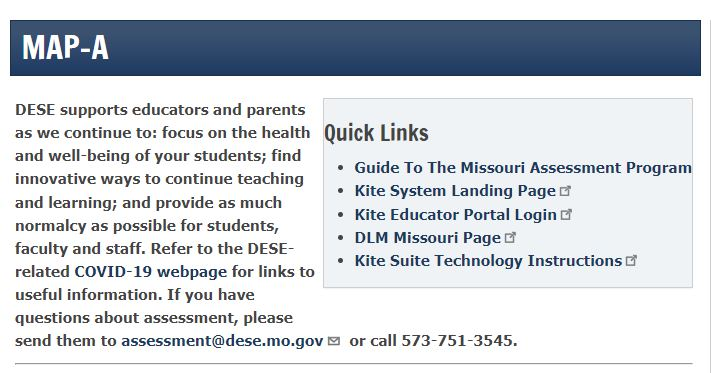 MAP-A
DESE supports educators and parents
as we continue to: focus on the health
and well-being of your students; find
innovative ways to continue teaching
and learning; and provide as much
normalcy as possible for students,
faculty and staff. Refer to the DESE-
related COVID-19 webpage for links to
useful information. If you have
questions about assessment, please
send them to assessment@dese.mo.gov or call 573-751-3545.
Quick Links
• Guide To The Missouri Assessment Program
• Kite System Landing Page
• Kite Educator Portal Login
• DLM Missouri Page
• Kite Suite Technology Instructions